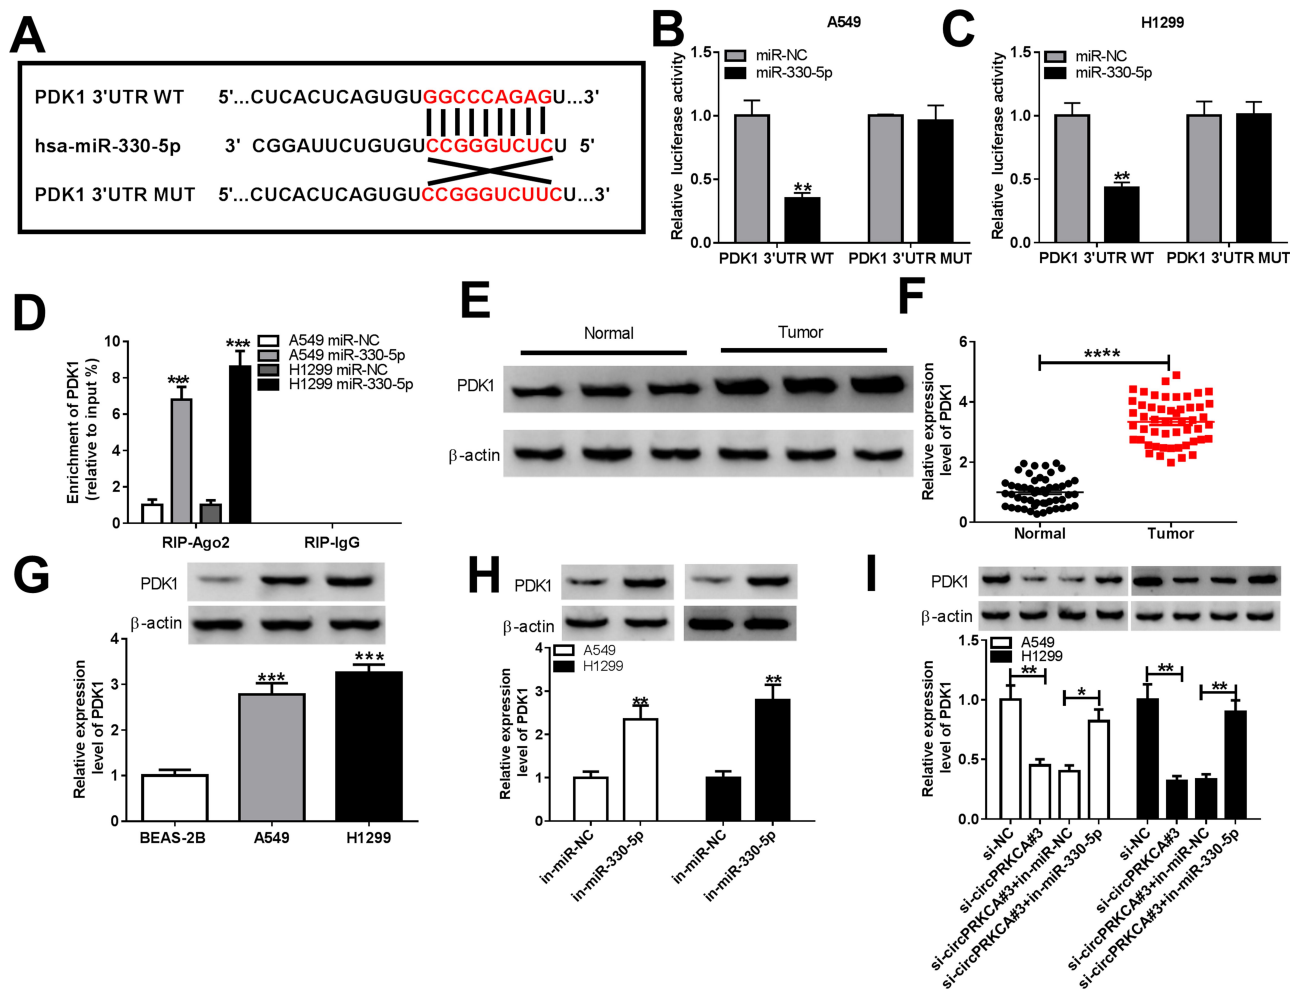 A
PDK1 3'UTR WT 5'...CUCACUCAGUGUGGCCCAGAGU...3'
hsa-miR-330-5p 3' CGGAUUCUGUGUCCGGGUCUCU 5'
PDK1 3'UTR MUT 5'...CUCACUCAGUGUCCGGGUCUUCU...3'
B
A549
miR-NC
miR-330-5p
Relative luciferase activity
1.5
1.0
0.5
0.0
**
PDK1 3'UTR WT PDK1 3'UTR MUT
C
H1299
miR-NC
miR-330-5p
Relative luciferase activity
1.5
1.0
0.5
0.0
**
PDK1 3'UTR WT PDK1 3'UTR MUT
D
Enrichment of PDK1
(relative to input %)
10
8
6
4
2
0
***
***
A549 miR-NC
A549 miR-330-5p
H1299 miR-NC
H1299 miR-330-5p
RIP-Ago2 RIP-IgG
E
Normal Tumor
PDK1
β-actin
F
Relative expression
level of PDK1
6
4
2
0
****
Normal Tumor
G
PDK1
β-actin
Relative expression
level of PDK1
4
3
2
1
0
***
***
BEAS-2B A549 H1299
H
PDK1
β-actin
A549
H1299
Relative expression
level of PDK1
4
3
2
1
0
**
**
in-miR-NC
in-miR-330-5p
in-miR-NC
in-miR-330-5p
I
PDK1
β-actin
A549
H1299
Relative expression
level of PDK1
1.5
1.0
0.5
0.0
**
*
**
**
si-NC
si-circPRKCA#3
si-circPRKCA#3+in-miR-NC
si-circPRKCA#3+in-miR-330-5p
si-NC
si-circPRKCA#3
si-circPRKCA#3+in-miR-NC
si-circPRKCA#3+in-miR-330-5p